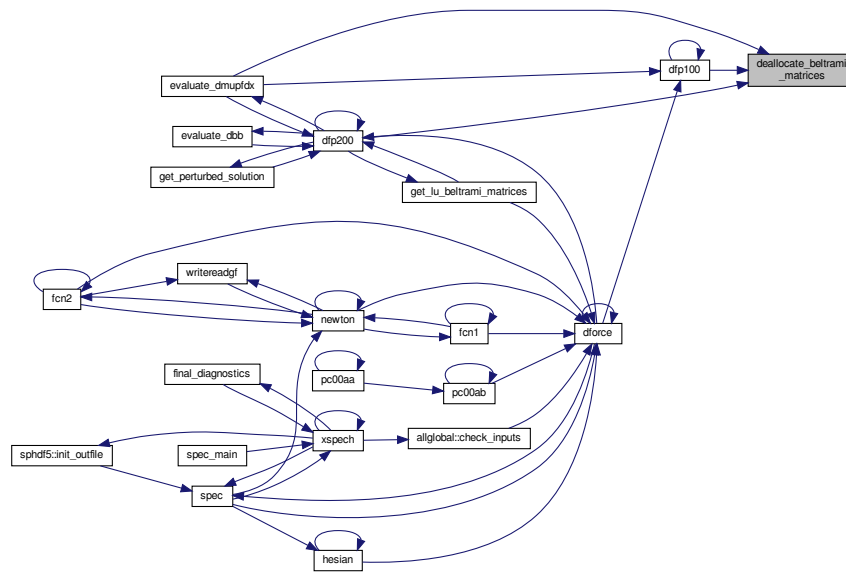 deallocate_beltrami
_matrices
dfp100
evaluate_dmupfdx
evaluate_dbb
dfp200
get_perturbed_solution
get_lu_beltrami_matrices
writereadgf
fcn2
newton
fcn1
dforce
final_diagnostics
pc00aa
pc00ab
xspech
allglobal::check_inputs
sphdf5::init_outfile
spec_main
spec
hesian